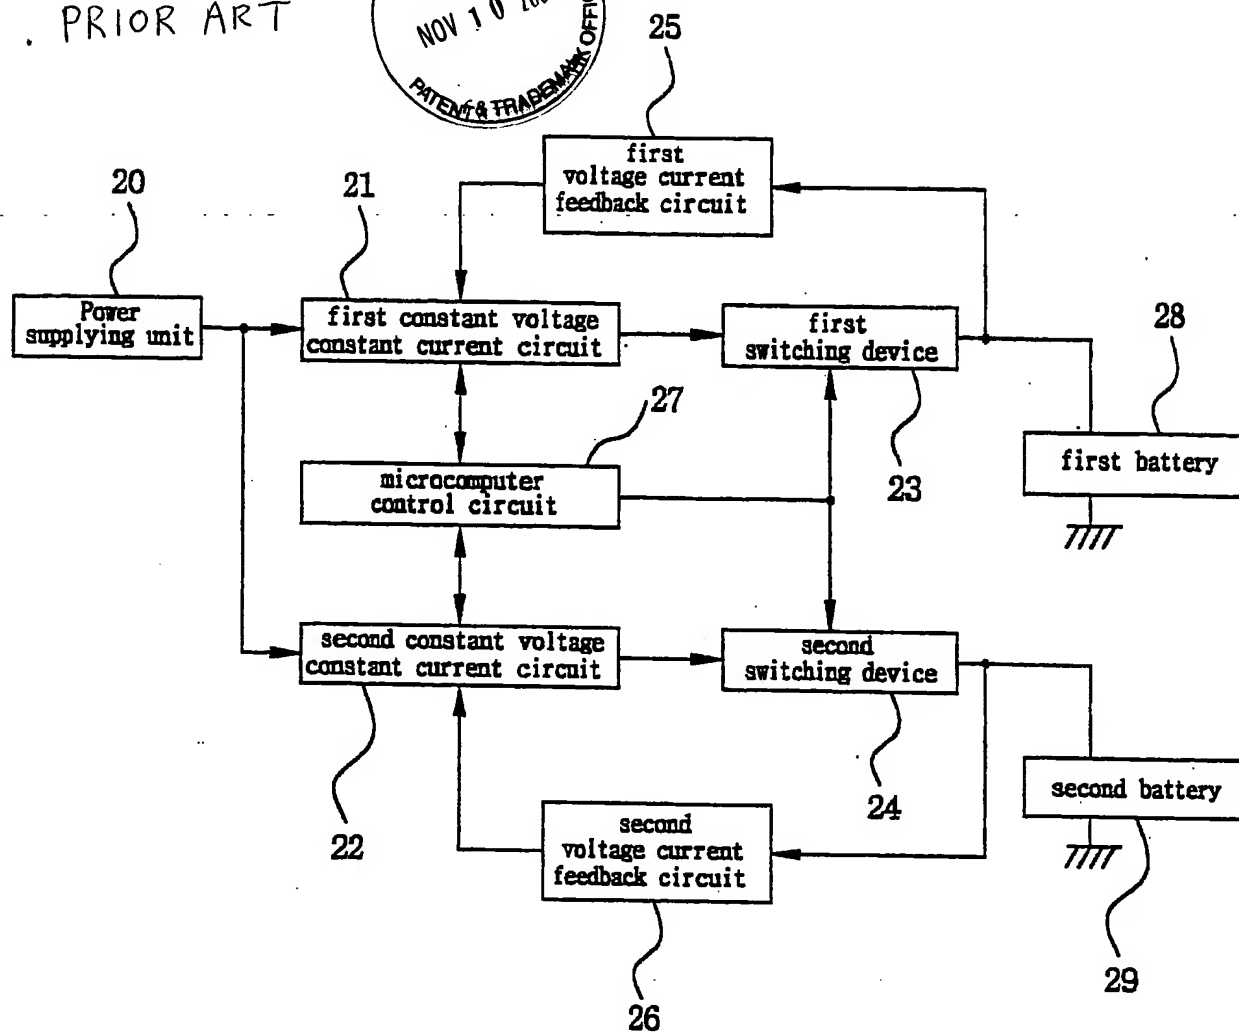 . PRIOR ART
NOV 10
PATENT & TRADEMARK
25
first
voltage current
feedback circuit
20
21
Power
supplying unit
first constant voltage
constant current circuit
first
switching device
28
27
23
first battery
microcomputer
control circuit
second constant voltage
constant current circuit
second
switching device
22
24
second battery
second
voltage current
feedback circuit
29
26